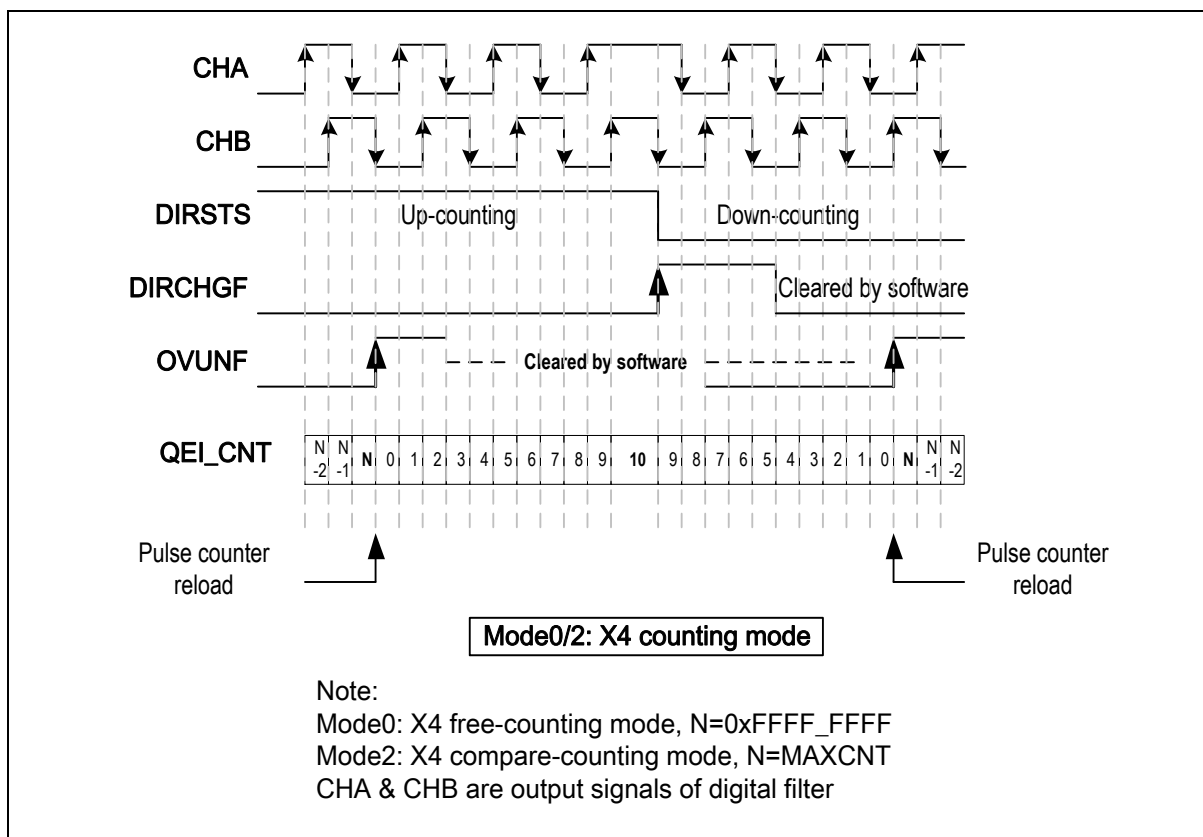 CHA
CHB
DIRSTS Up-counting Down-counting
DIRCHGF Cleared by software
OVUNF Cleared by software
QEI_CNT N-2 N-1 N 0 1 2 3 4 5 6 7 8 9 10 9 8 7 6 5 4 3 2 1 0 N N-1 N-2
Pulse counter reload
Pulse counter reload
Mode0/2: X4 counting mode
Note:
Mode0: X4 free-counting mode, N=0xFFFF_FFFF
Mode2: X4 compare-counting mode, N=MAXCNT
CHA & CHB are output signals of digital filter